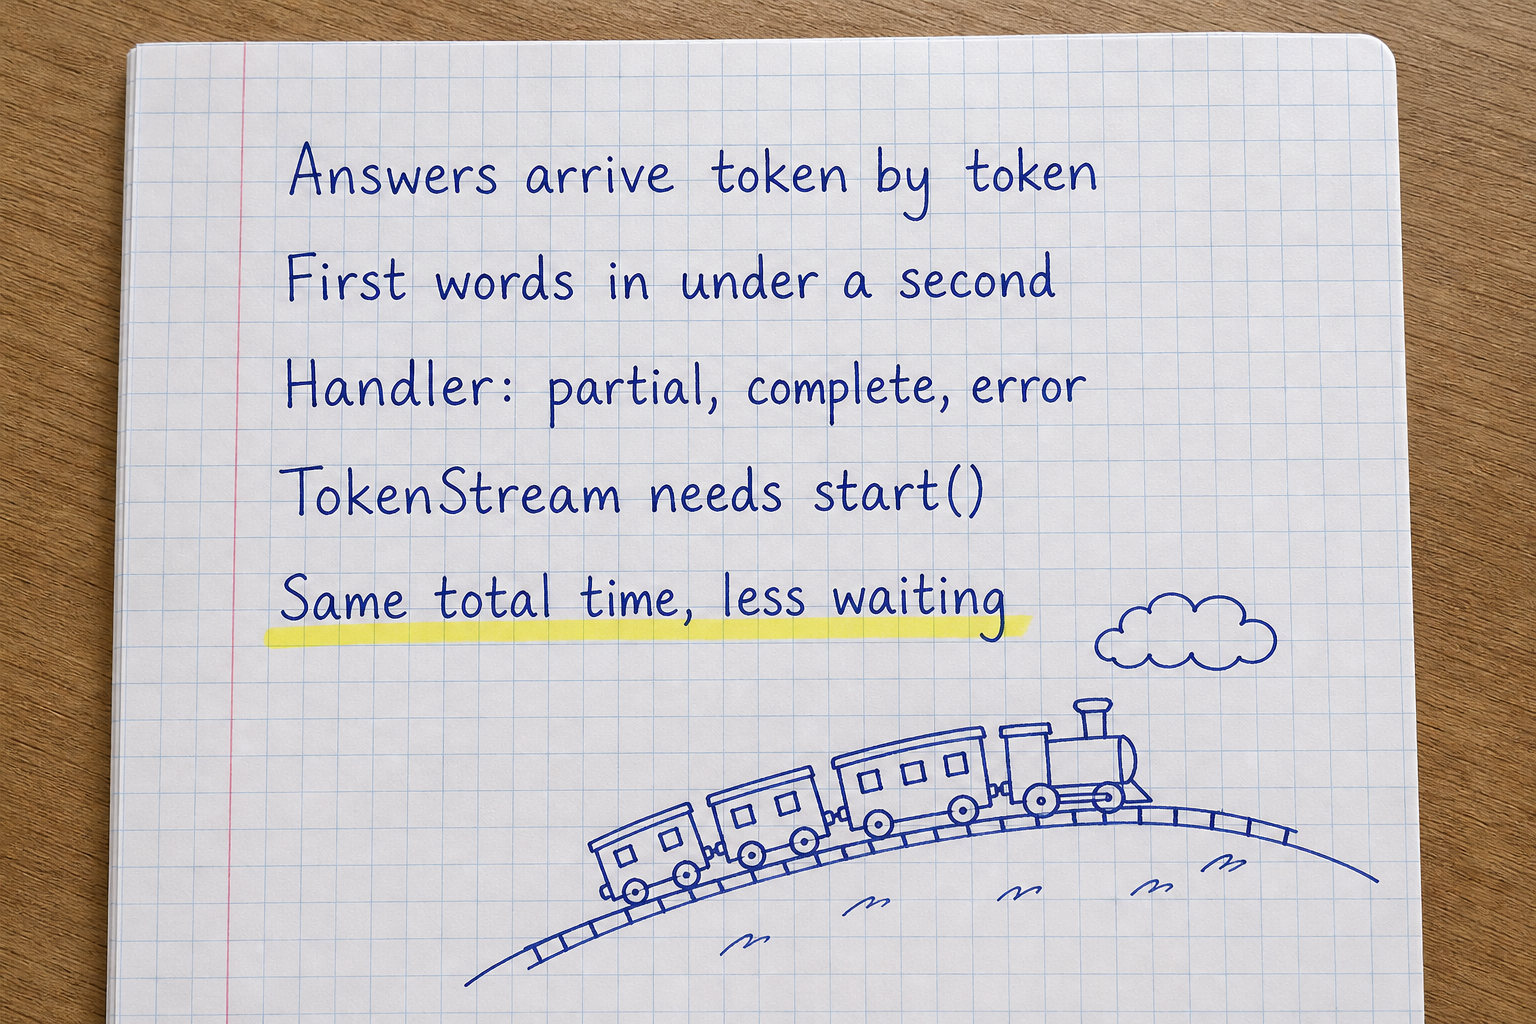 Answers arrive token by token
First words in under a second
Handler: partial, complete, error
TokenStream needs start()
Same total time, less waiting